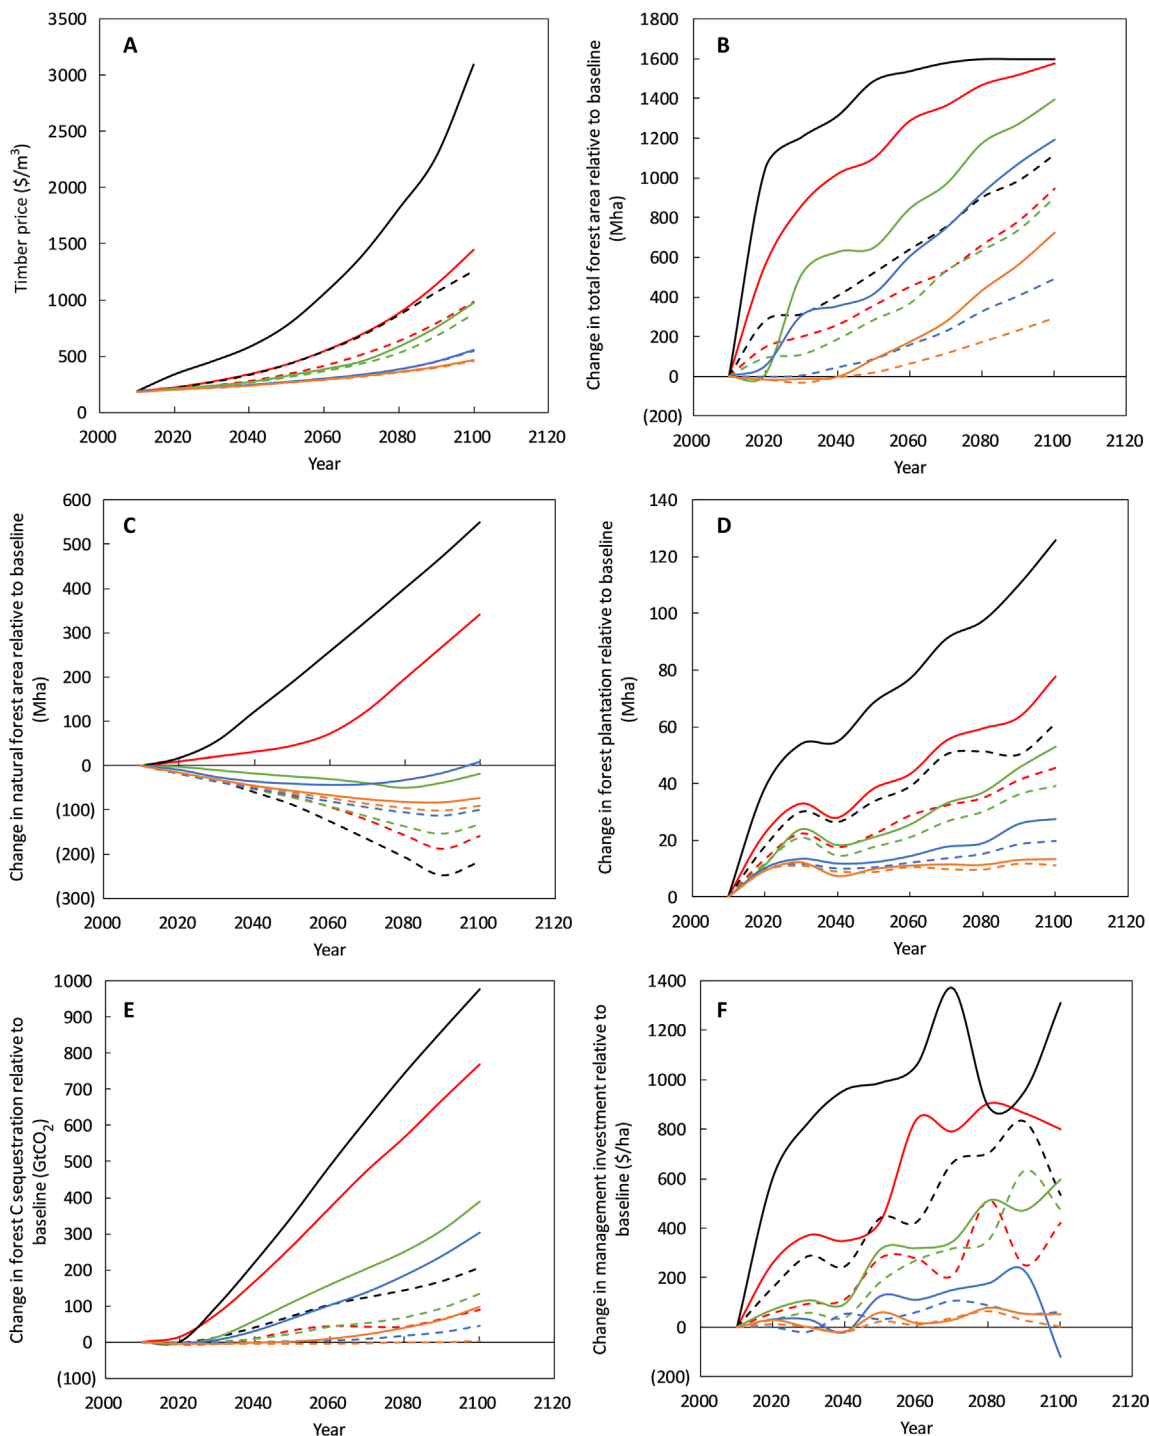 A
Timber price ($/m³)
3500
3000
2500
2000
1500
1000
500
0
2000 2020 2040 2060 2080 2100 2120
Year
B
Change in total forest area relative to baseline
(Mha)
1800
1600
1400
1200
1000
800
600
400
200
0
(200)
2000 2020 2040 2060 2080 2100 2120
Year
C
Change in natural forest area relative to baseline
(Mha)
600
500
400
300
200
100
0
(100)
(200)
(300)
2000 2020 2040 2060 2080 2100 2120
Year
D
Change in forest plantation relative to baseline
(Mha)
140
120
100
80
60
40
20
0
2000 2020 2040 2060 2080 2100 2120
Year
E
Change in forest C sequestration relative to
baseline (GtCO₂)
1000
900
800
700
600
500
400
300
200
100
0
(100)
2000 2020 2040 2060 2080 2100 2120
Year
F
Change in management investment relative to
baseline ($/ha)
1400
1200
1000
800
600
400
200
0
(200)
2000 2020 2040 2060 2080 2100 2120
Year